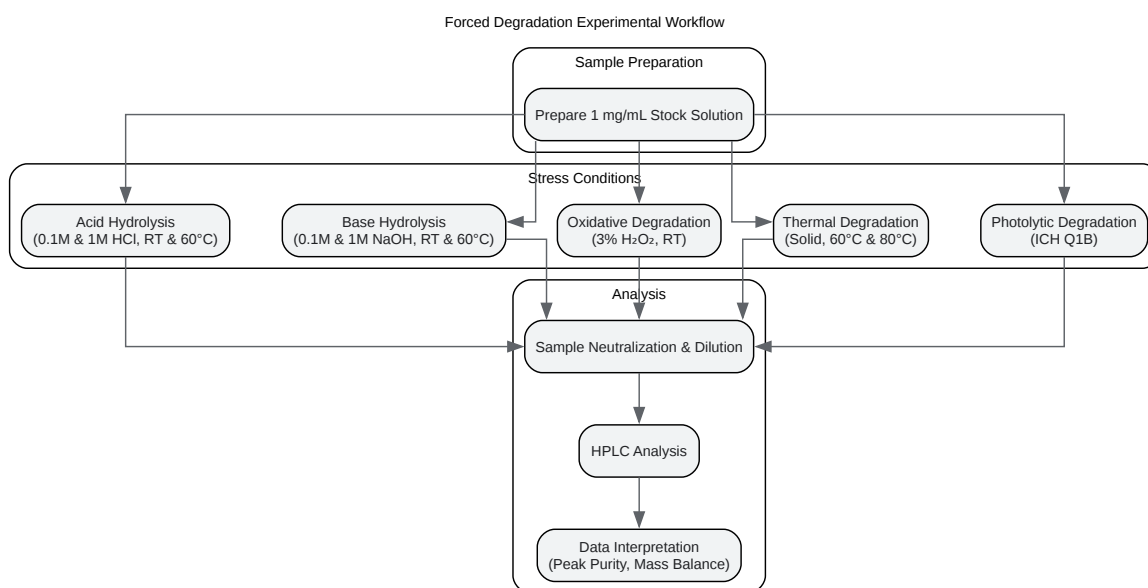 Forced Degradation Experimental Workflow
Sample Preparation
Prepare 1 mg/mL Stock Solution
Stress Conditions
Acid Hydrolysis
(0.1M & 1M HCl, RT & 60°C)
Base Hydrolysis
(0.1M & 1M NaOH, RT & 60°C)
Oxidative Degradation
(3% H₂O₂, RT)
Thermal Degradation
(Solid, 60°C & 80°C)
Photolytic Degradation
(ICH Q1B)
Analysis
Sample Neutralization & Dilution
HPLC Analysis
Data Interpretation
(Peak Purity, Mass Balance)